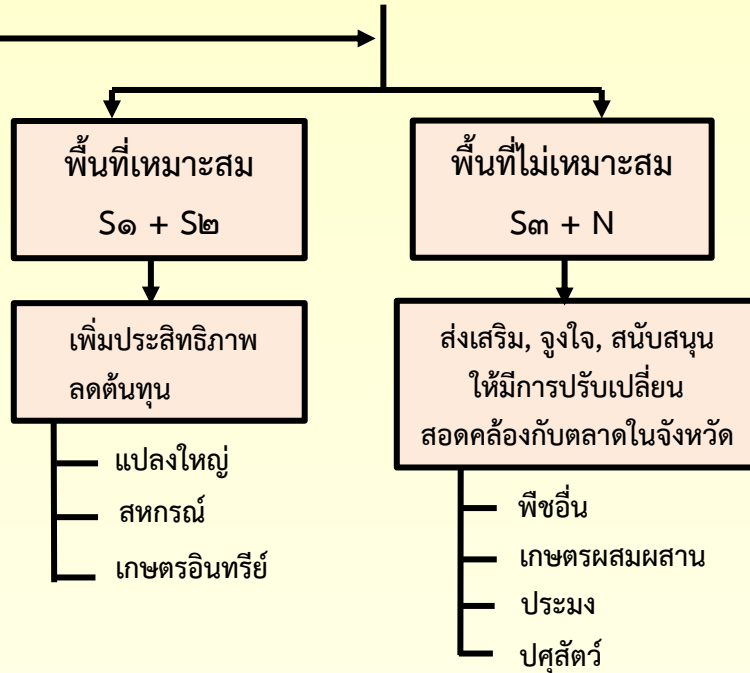 พื้นที่เหมาะสม
S๑ + S๒
พื้นที่ไม่เหมาะสม
S๓ + N
เพิ่มประสิทธิภาพ
ลดต้นทุน
แปลงใหญ่
สหกรณ์
เกษตรอินทรีย์
ส่งเสริม, จูงใจ, สนับสนุน
ให้มีการปรับเปลี่ยน
สอดคล้องกับตลาดในจังหวัด
พืชอื่น
เกษตรผสมผสาน
ประมง
ปศุสัตว์